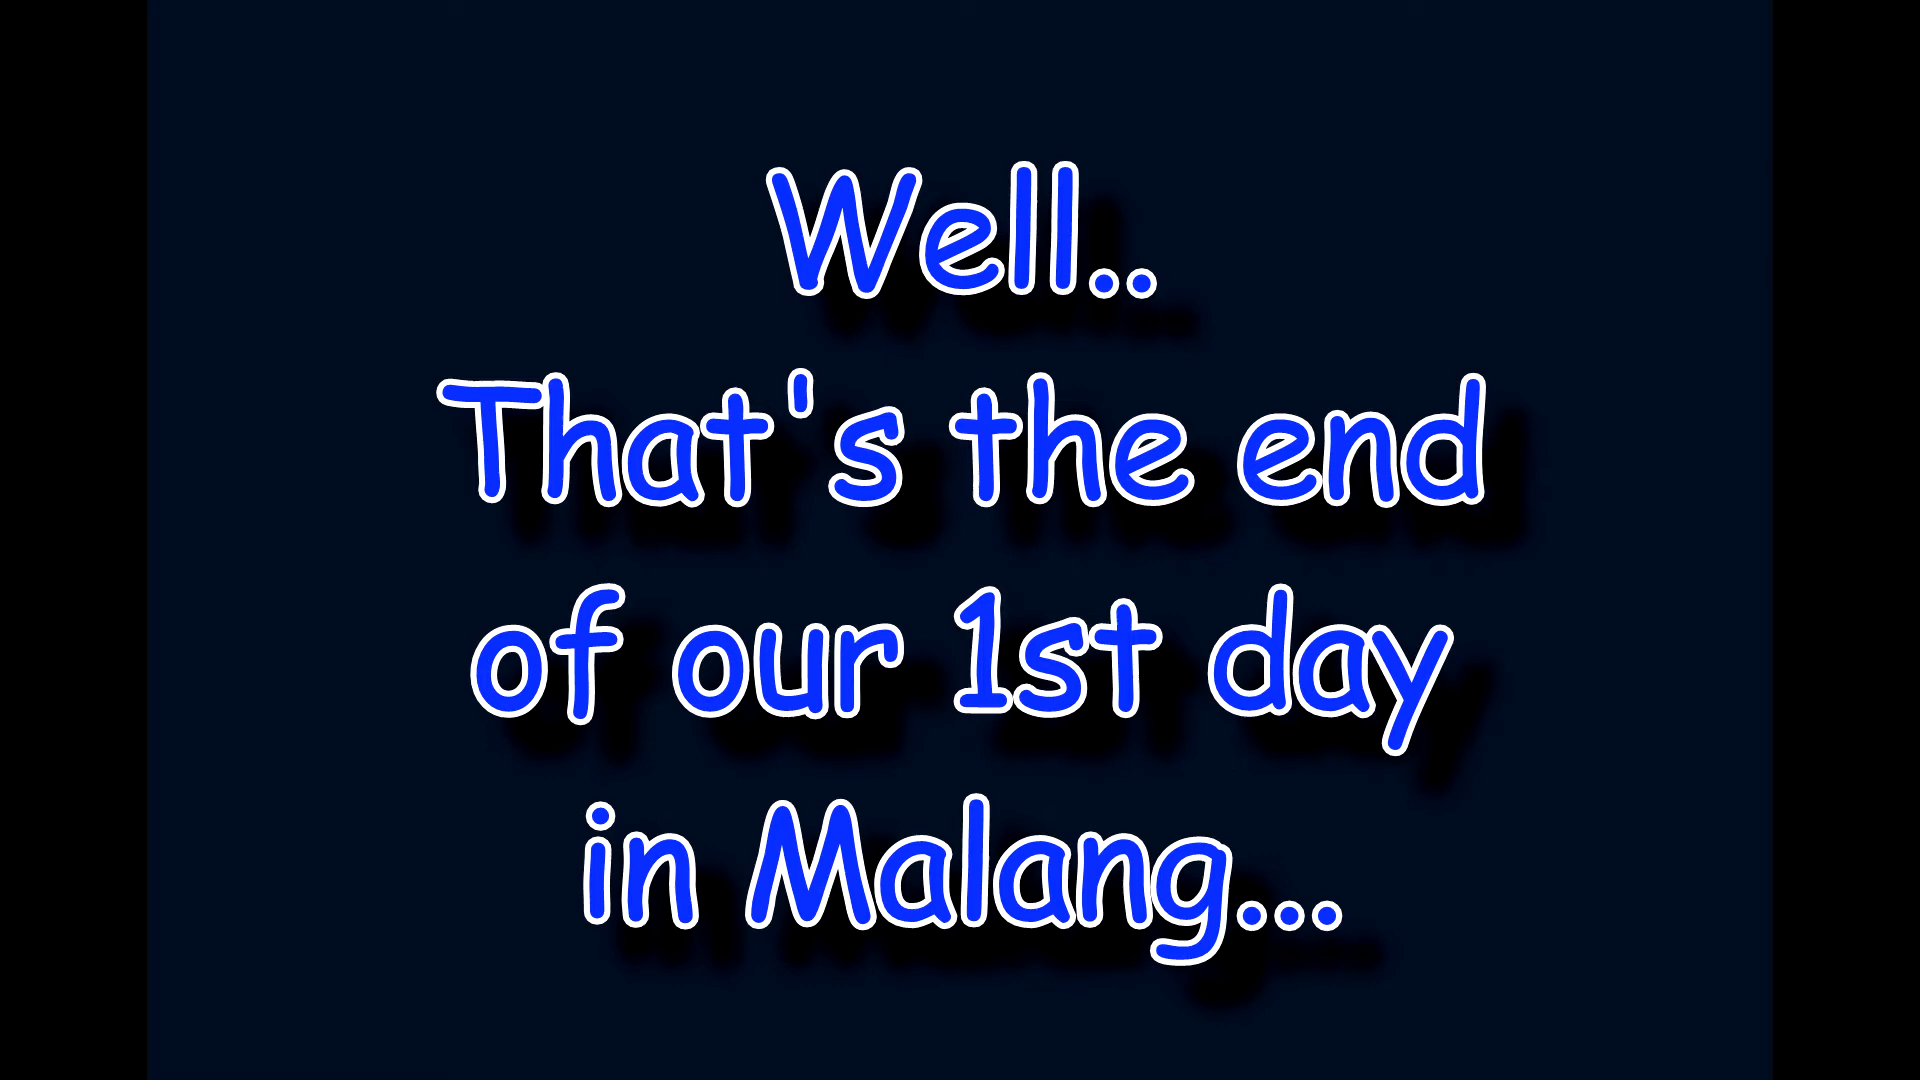 Well..
That's the end
of our 1st day
in Malang...